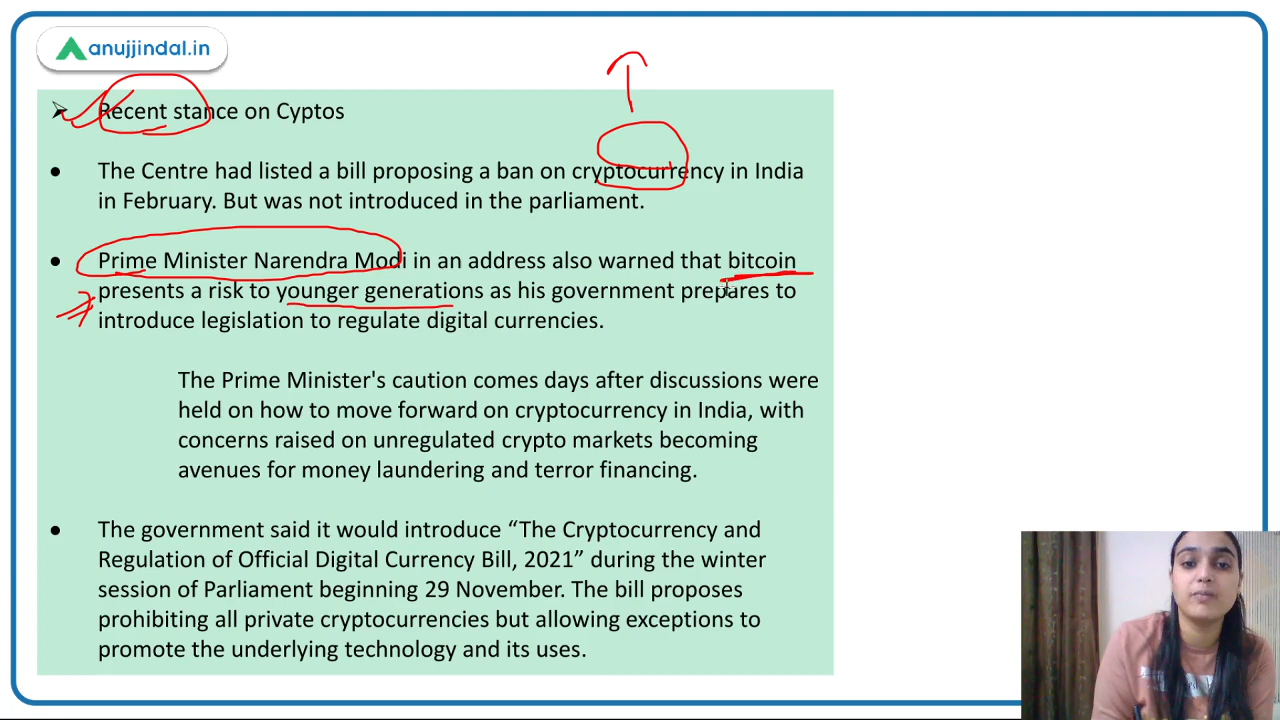 anujjindal.in
Recent stance on Cyptos
The Centre had listed a bill proposing a ban on cryptocurrency in India
in February. But was not introduced in the parliament.
Prime Minister Narendra Modi in an address also warned that bitcoin
presents a risk to younger generations as his government prepares to
introduce legislation to regulate digital currencies.
The Prime Minister's caution comes days after discussions were
held on how to move forward on cryptocurrency in India, with
concerns raised on unregulated crypto markets becoming
avenues for money laundering and terror financing.
The government said it would introduce “The Cryptocurrency and
Regulation of Official Digital Currency Bill, 2021” during the winter
session of Parliament beginning 29 November. The bill proposes
prohibiting all private cryptocurrencies but allowing exceptions to
promote the underlying technology and its uses.